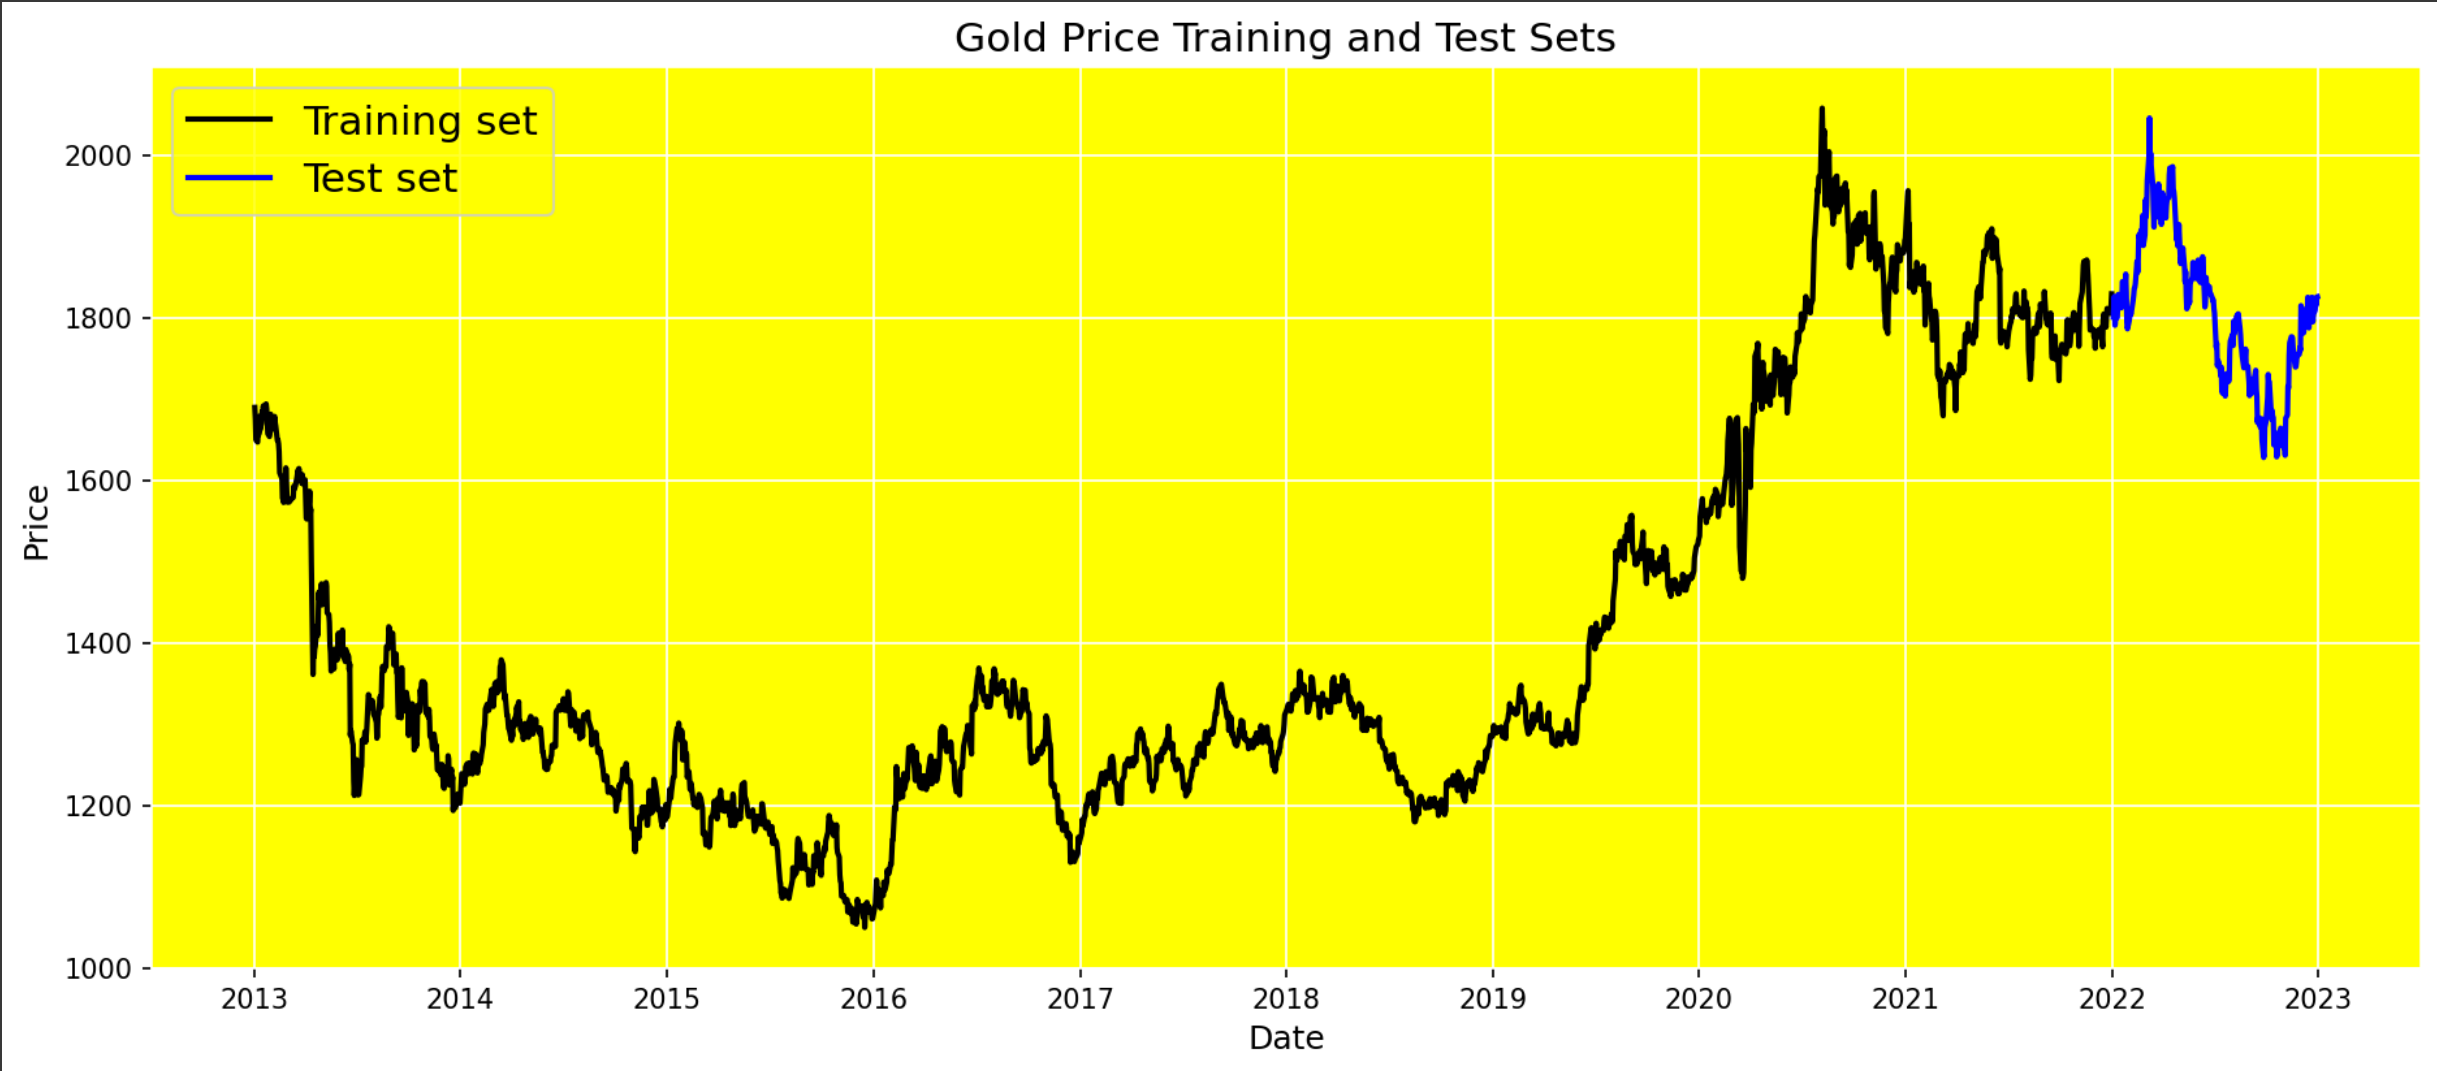 Gold Price Training and Test Sets
Training set
Test set
Price
2000
1800
1600
1400
1200
1000
2013 2014 2015 2016 2017 2018 2019 2020 2021 2022 2023
Date